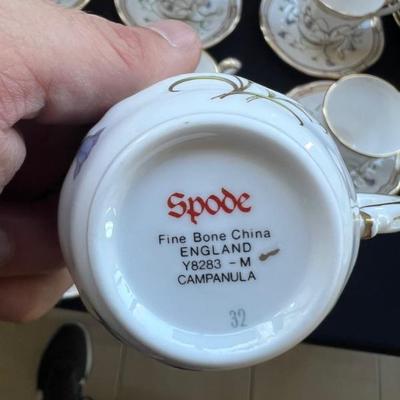 Spode
Fine Bone China
ENGLAND
Y8283 - M
CAMPANULA
32